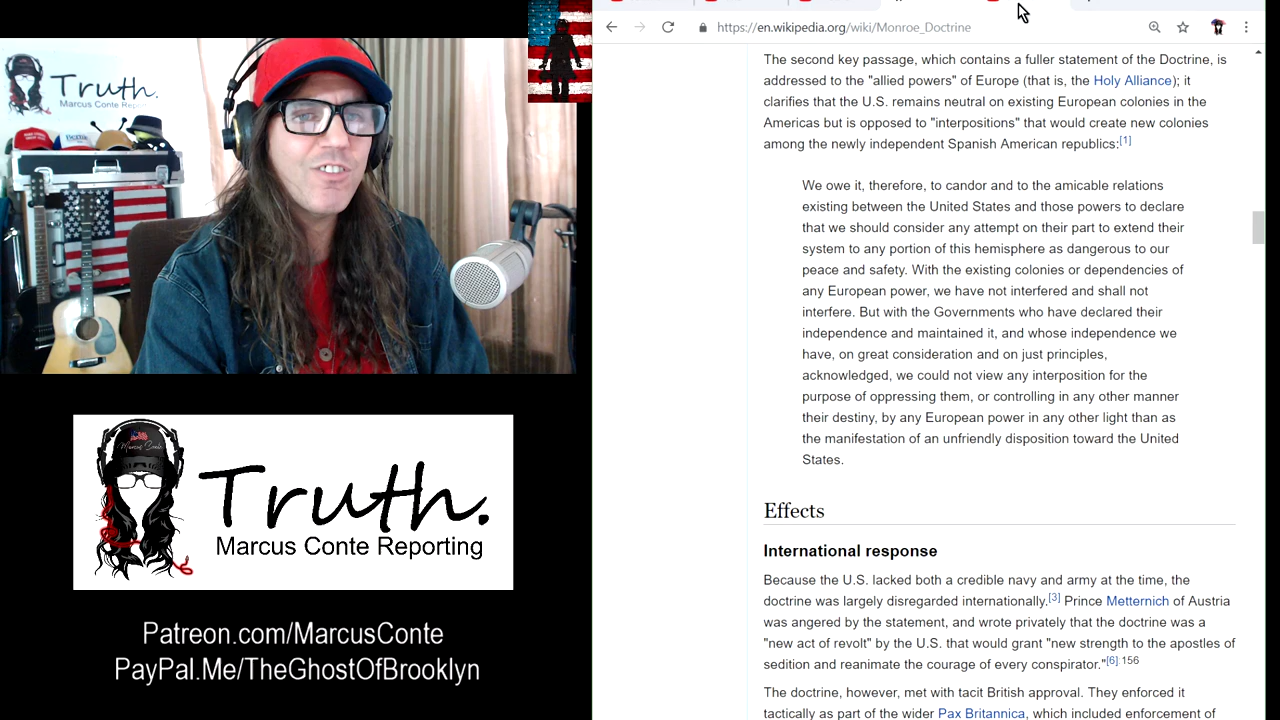 Truth.
Marcus Conte Repor
Truth.
Marcus Conte Reporting
Patreon.com/MarcusConte
PayPal.Me/TheGhostOfBrooklyn
https://en.wikipedia.org/wiki/Monroe_Doctrine
The second key passage, which contains a fuller statement of the Doctrine, is
addressed to the "allied powers" of Europe (that is, the Holy Alliance); it
clarifies that the U.S. remains neutral on existing European colonies in the
Americas but is opposed to "interpositions" that would create new colonies
among the newly independent Spanish American republics:[1]
We owe it, therefore, to candor and to the amicable relations
existing between the United States and those powers to declare
that we should consider any attempt on their part to extend their
system to any portion of this hemisphere as dangerous to our
peace and safety. With the existing colonies or dependencies of
any European power, we have not interfered and shall not
interfere. But with the Governments who have declared their
independence and maintained it, and whose independence we
have, on great consideration and on just principles,
acknowledged, we could not view any interposition for the
purpose of oppressing them, or controlling in any other manner
their destiny, by any European power in any other light than as
the manifestation of an unfriendly disposition toward the United
States.
Effects
International response
Because the U.S. lacked both a credible navy and army at the time, the
doctrine was largely disregarded internationally.[3] Prince Metternich of Austria
was angered by the statement, and wrote privately that the doctrine was a
"new act of revolt" by the U.S. that would grant "new strength to the apostles of
sedition and reanimate the courage of every conspirator."[6]:156
The doctrine, however, met with tacit British approval. They enforced it
tactically as part of the wider Pax Britannica, which included enforcement of